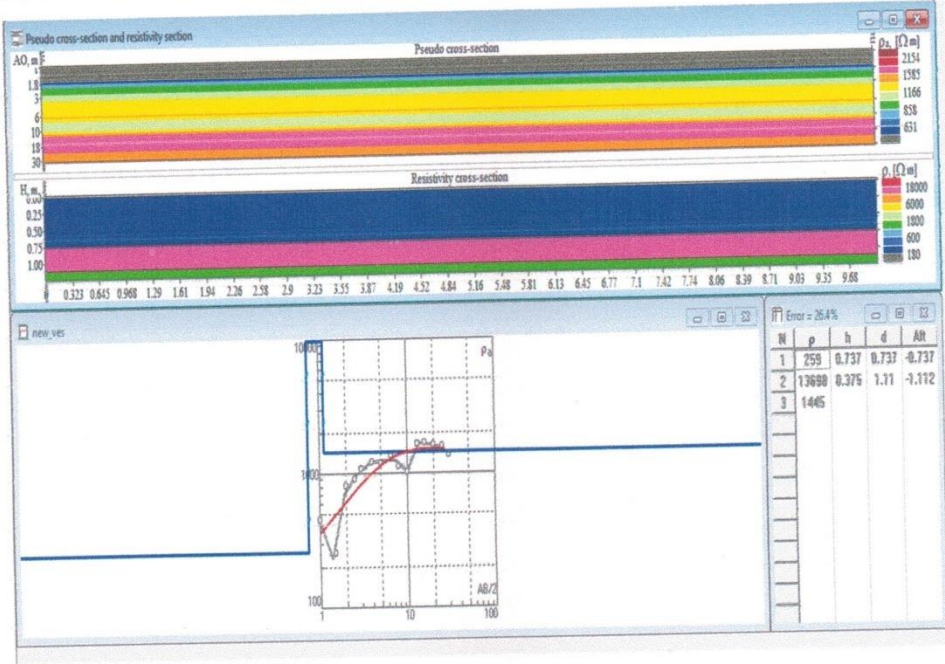 Pseudo cross-section and resistivity section
Pseudo cross-section
AO, m
1.8
3
6
10
18
30
ρa, [Ωm]
2154
1585
1166
858
631
Resistivity cross-section
H, m
0.00
0.25
0.50
0.75
1.00
ρ, [Ωm]
18000
6000
1800
600
180
0 0.323 0.645 0.968 1.29 1.61 1.94 2.26 2.58 2.9 3.23 3.55 3.87 4.19 4.52 4.84 5.16 5.48 5.81 6.13 6.45 6.77 7.1 7.42 7.74 8.06 8.39 8.71 9.03 9.35 9.68
new_ves
10000
ρa
1000
100
AB/2
1 10 100
Error = 26.4%
N ρ h d Alt
1 259 0.737 0.737 -0.737
2 13698 0.375 1.11 -1.112
3 1445